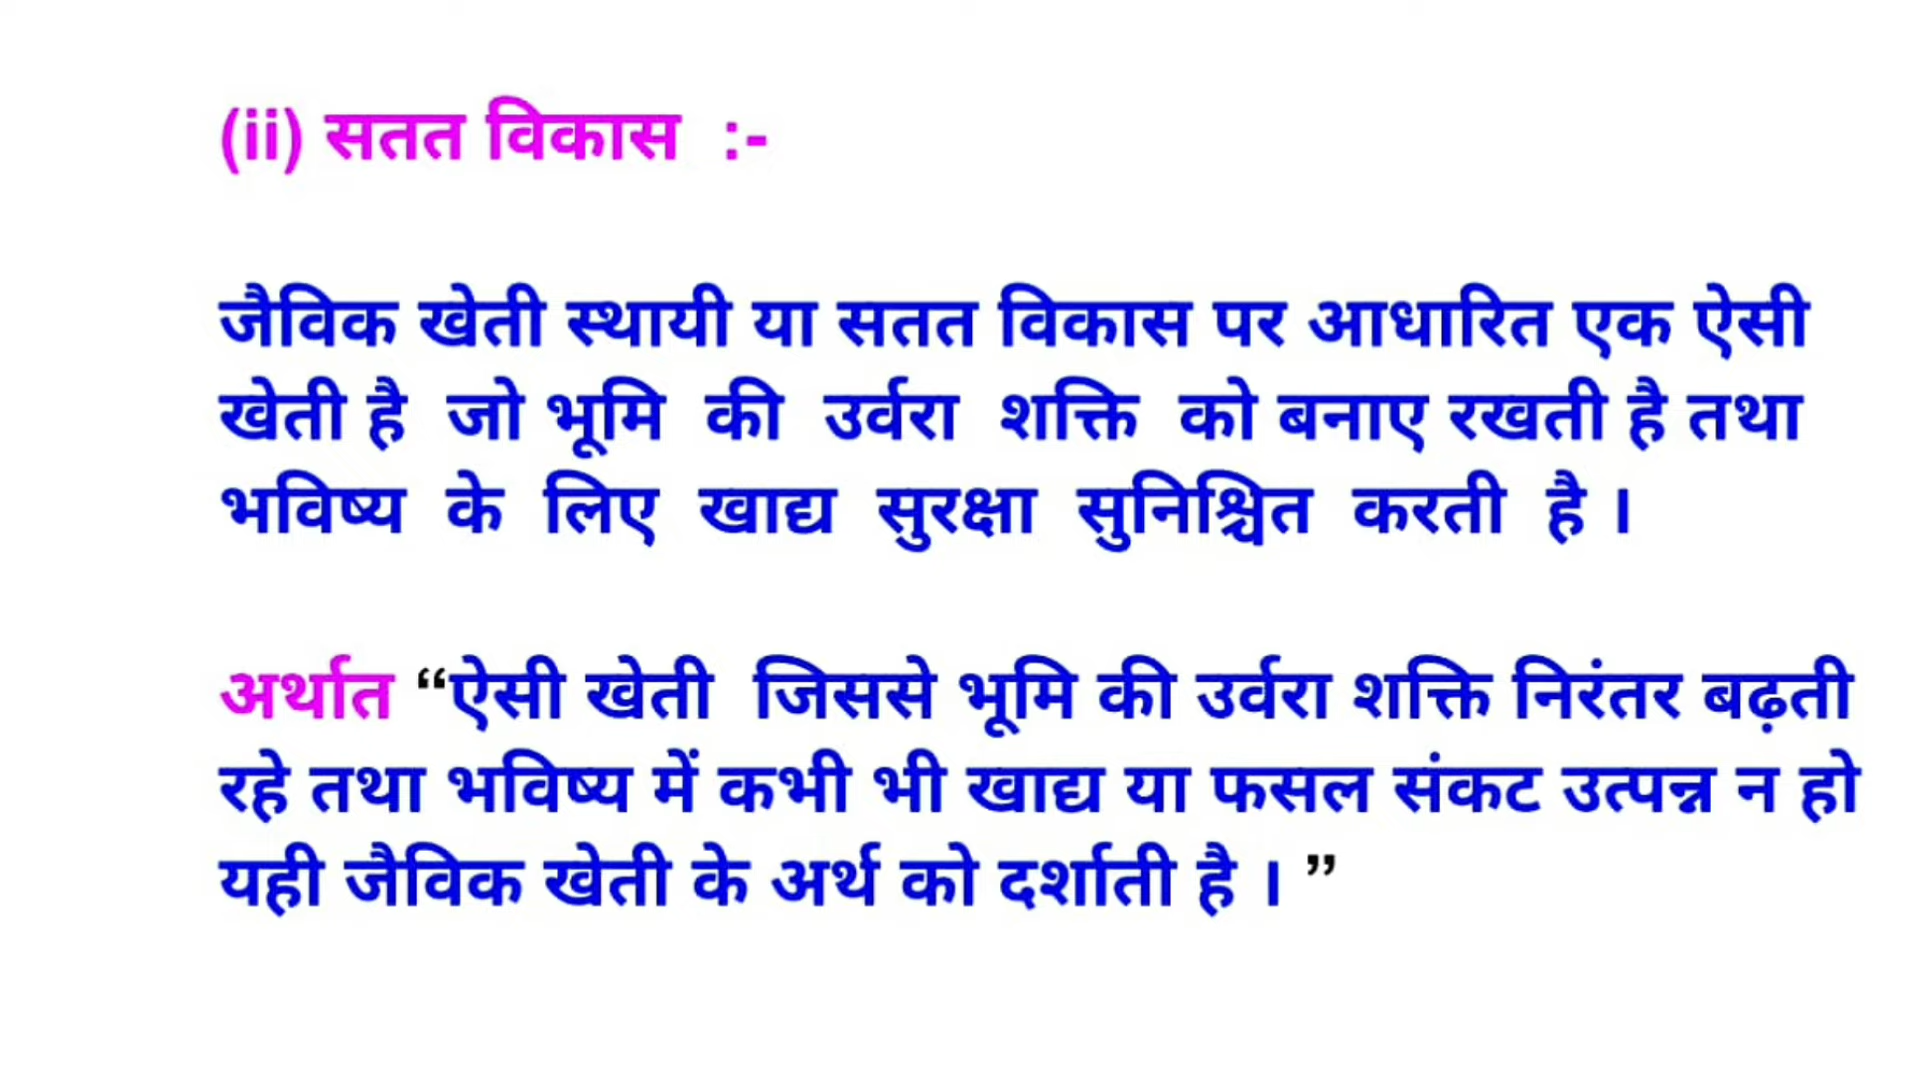 (ii) सतत विकास :-
जैविक खेती स्थायी या सतत विकास पर आधारित एक ऐसी
खेती है जो भूमि की उर्वरा शक्ति को बनाए रखती है तथा
भविष्य के लिए खाद्य सुरक्षा सुनिश्चित करती है ।
अर्थात “ऐसी खेती जिससे भूमि की उर्वरा शक्ति निरंतर बढ़ती
रहे तथा भविष्य में कभी भी खाद्य या फसल संकट उत्पन्न न हो
यही जैविक खेती के अर्थ को दर्शाती है । ”